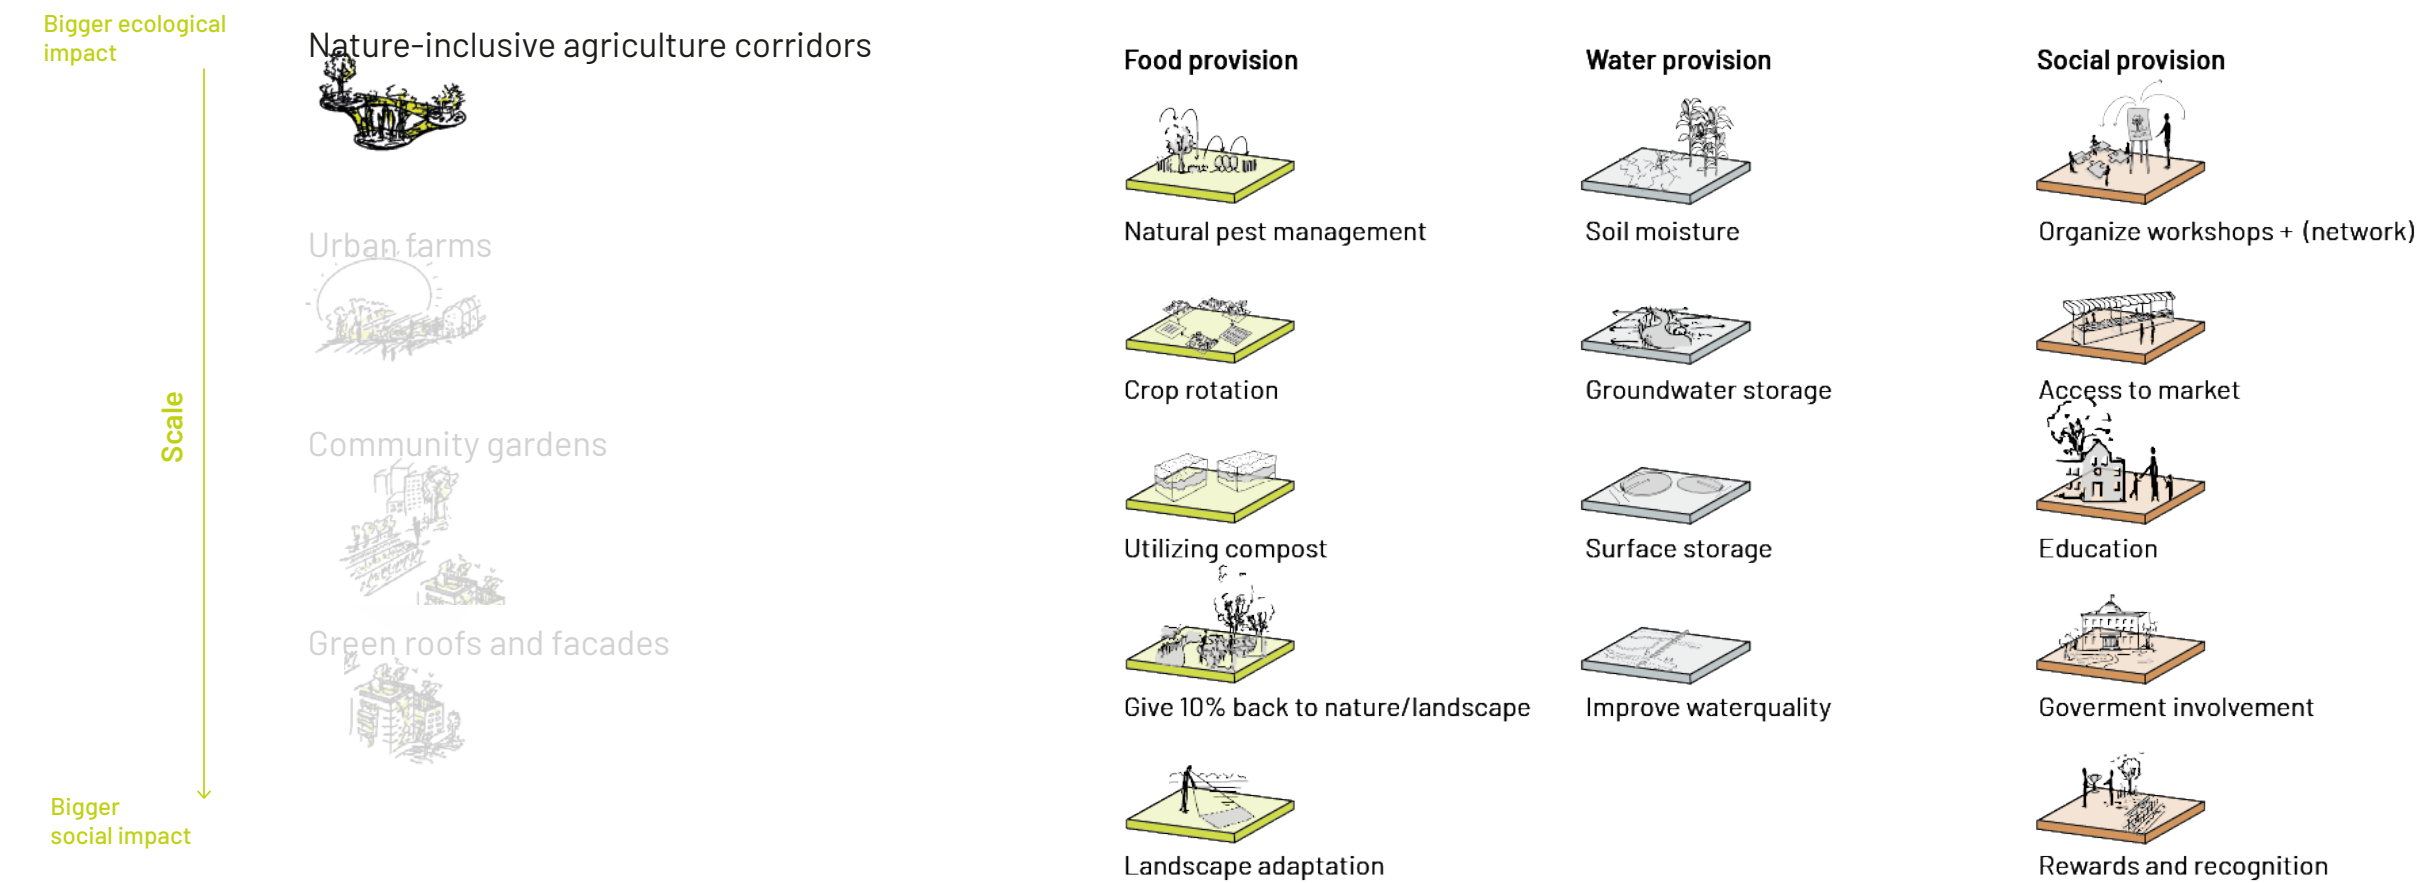 Bigger ecological
impact
Scale
Bigger
social impact
Nature-inclusive agriculture corridors
Urban farms
Community gardens
Green roofs and facades
Food provision
Natural pest management
Crop rotation
Utilizing compost
Give 10% back to nature/landscape
Landscape adaptation
Water provision
Soil moisture
Groundwater storage
Surface storage
Improve waterquality
Social provision
Organize workshops + (network)
Access to market
Education
Goverment involvement
Rewards and recognition